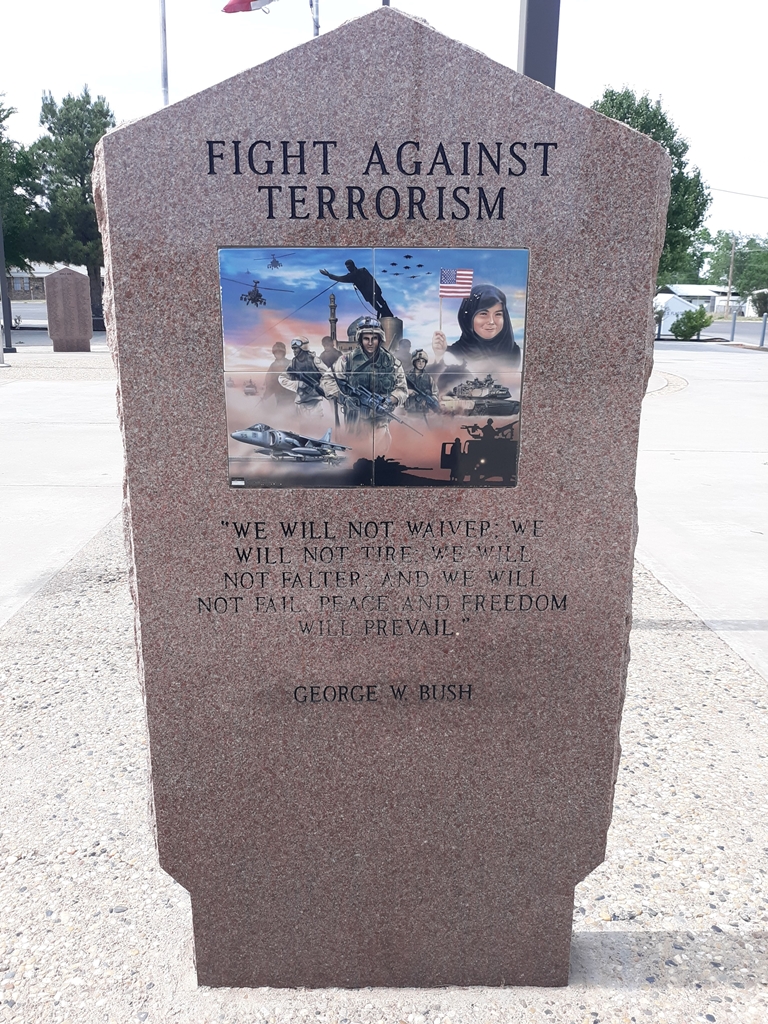 FIGHT AGAINST
TERRORISM
"WE WILL NOT WAIVER; WE
WILL NOT TIRE; WE WILL
NOT FALTER; AND WE WILL
NOT FAIL. PEACE AND FREEDOM
WILL PREVAIL."
GEORGE W. BUSH